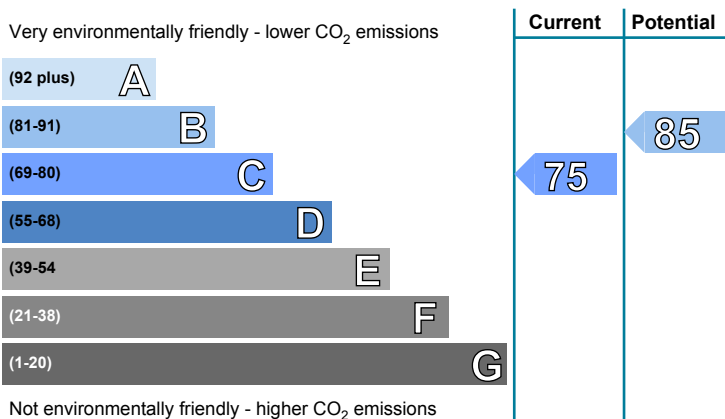 Very environmentally friendly - lower CO2 emissions
Current
Potential
(92 plus) A
(81-91) B
85
(69-80) C
75
(55-68) D
(39-54 E
(21-38) F
(1-20) G
Not environmentally friendly - higher CO2 emissions